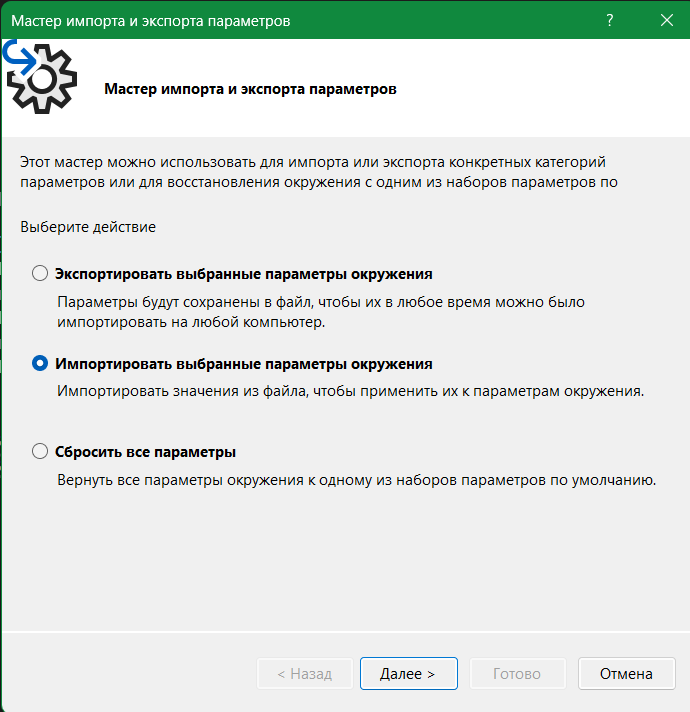 Мастер импорта и экспорта параметров
?
Мастер импорта и экспорта параметров
Этот мастер можно использовать для импорта или экспорта конкретных категорий
параметров или для восстановления окружения с одним из наборов параметров по
Выберите действие
Экспортировать выбранные параметры окружения
Параметры будут сохранены в файл, чтобы их в любое время можно было
импортировать на любой компьютер.
Импортировать выбранные параметры окружения
Импортировать значения из файла, чтобы применить их к параметрам окружения.
Сбросить все параметры
Вернуть все параметры окружения к одному из наборов параметров по умолчанию.
< Назад
Далее >
Готово
Отмена